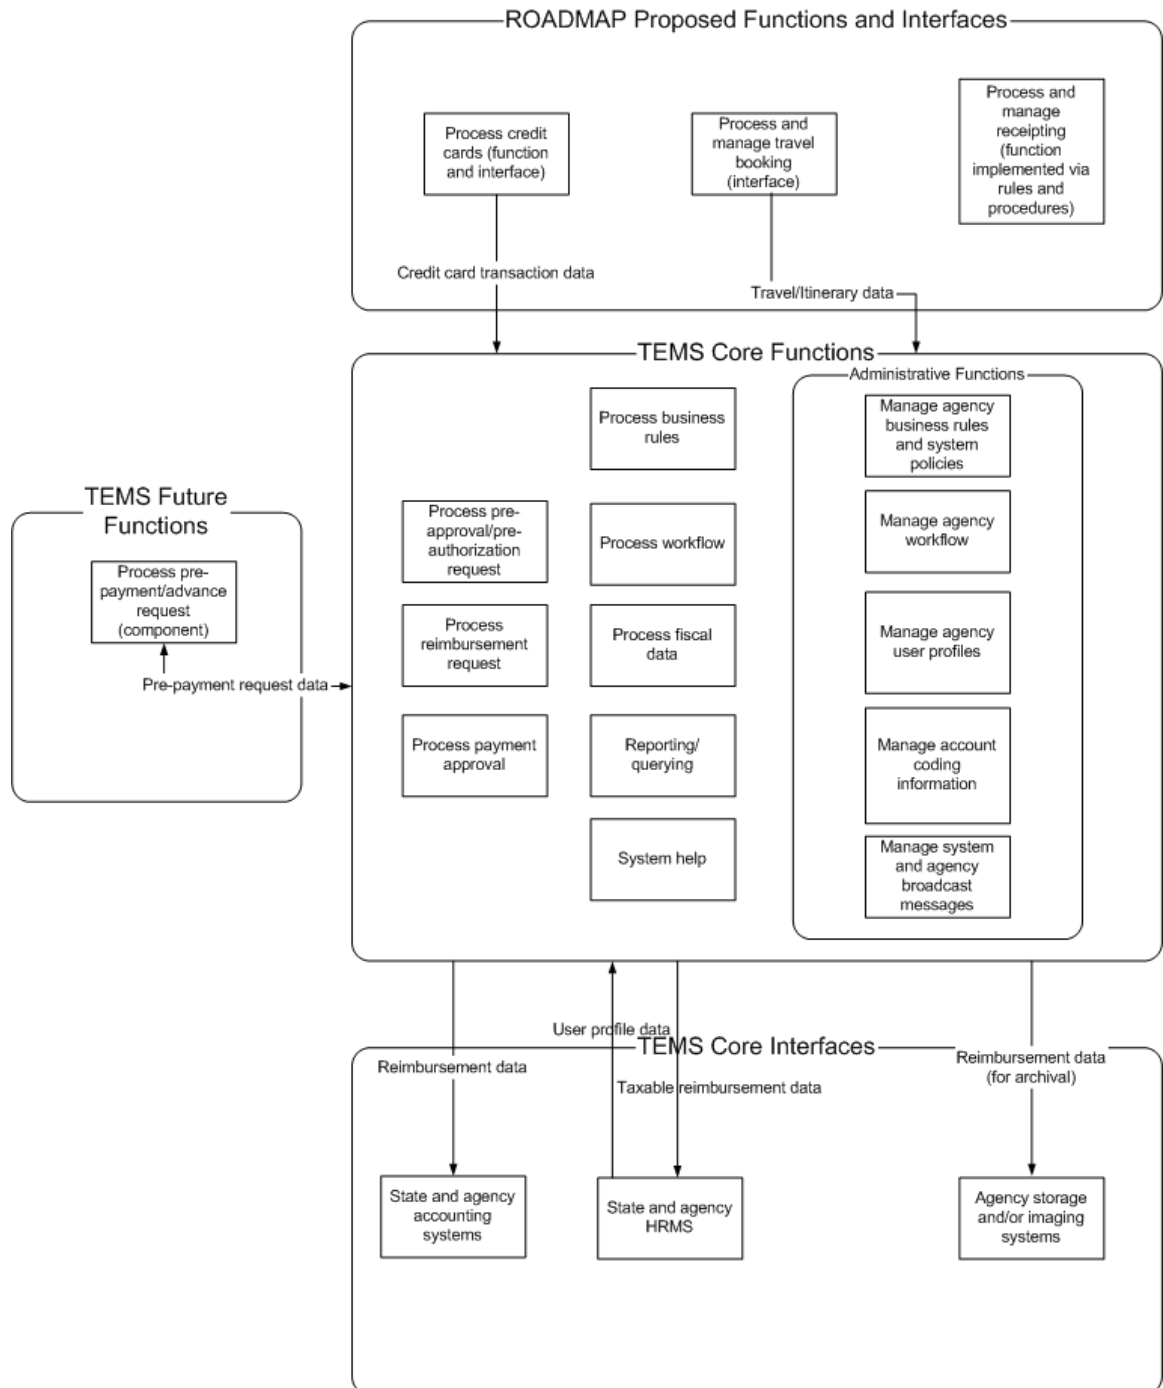 ROADMAP Proposed Functions and Interfaces
Process credit
cards (function
and interface)
Process and
manage travel
booking
(interface)
Process and
manage
receipting
(function
implemented via
rules and
procedures)
Credit card transaction data
Travel/Itinerary data
TEMS Core Functions
Administrative Functions
Process business
rules
Manage agency
business rules
and system
policies
TEMS Future
Functions
Process pre-
payment/advance
request
(component)
Pre-payment request data
Process pre-
approval/pre-
authorization
request
Process workflow
Manage agency
workflow
Process
reimbursement
request
Process fiscal
data
Manage agency
user profiles
Process payment
approval
Reporting/
querying
Manage account
coding
information
System help
Manage system
and agency
broadcast
messages
User profile data
TEMS Core Interfaces
Reimbursement data
Taxable reimbursement data
Reimbursement data
(for archival)
State and agency
accounting
systems
State and agency
HRMS
Agency storage
and/or imaging
systems